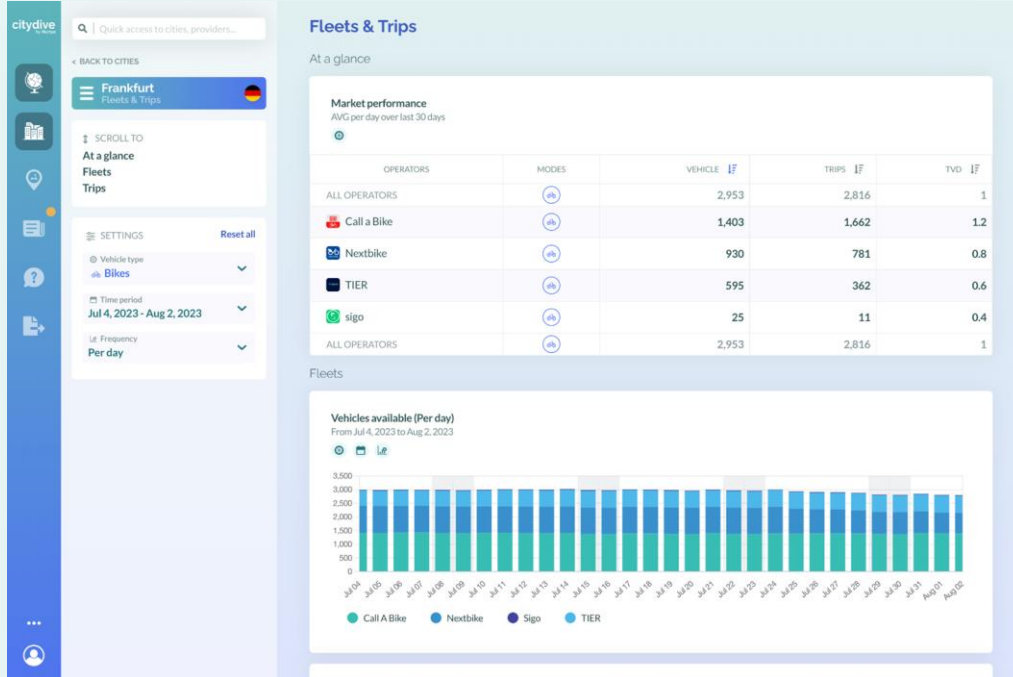 citydive
by fluctuo
Quick access to cities, providers...
< BACK TO CITIES
Frankfurt
Fleets & Trips
SCROLL TO
At a glance
Fleets
Trips
SETTINGS Reset all
Vehicle type
Bikes
Time period
Jul 4, 2023 - Aug 2, 2023
Frequency
Per day
Fleets & Trips
At a glance
Market performance
AVG per day over last 30 days
OPERATORS MODES VEHICLE TRIPS TVD
ALL OPERATORS 2,953 2,816 1
Call a Bike 1,403 1,662 1.2
Nextbike 930 781 0.8
TIER 595 362 0.6
sigo 25 11 0.4
ALL OPERATORS 2,953 2,816 1
Fleets
Vehicles available (Per day)
From Jul 4, 2023 to Aug 2, 2023
3,500
3,000
2,500
2,000
1,500
1,000
500
0
Jul 04 Jul 05 Jul 06 Jul 07 Jul 08 Jul 09 Jul 10 Jul 11 Jul 12 Jul 13 Jul 14 Jul 15 Jul 16 Jul 17 Jul 18 Jul 19 Jul 20 Jul 21 Jul 22 Jul 23 Jul 24 Jul 25 Jul 26 Jul 27 Jul 28 Jul 29 Jul 30 Jul 31 Aug 01 Aug 02
Call A Bike Nextbike Sigo TIER